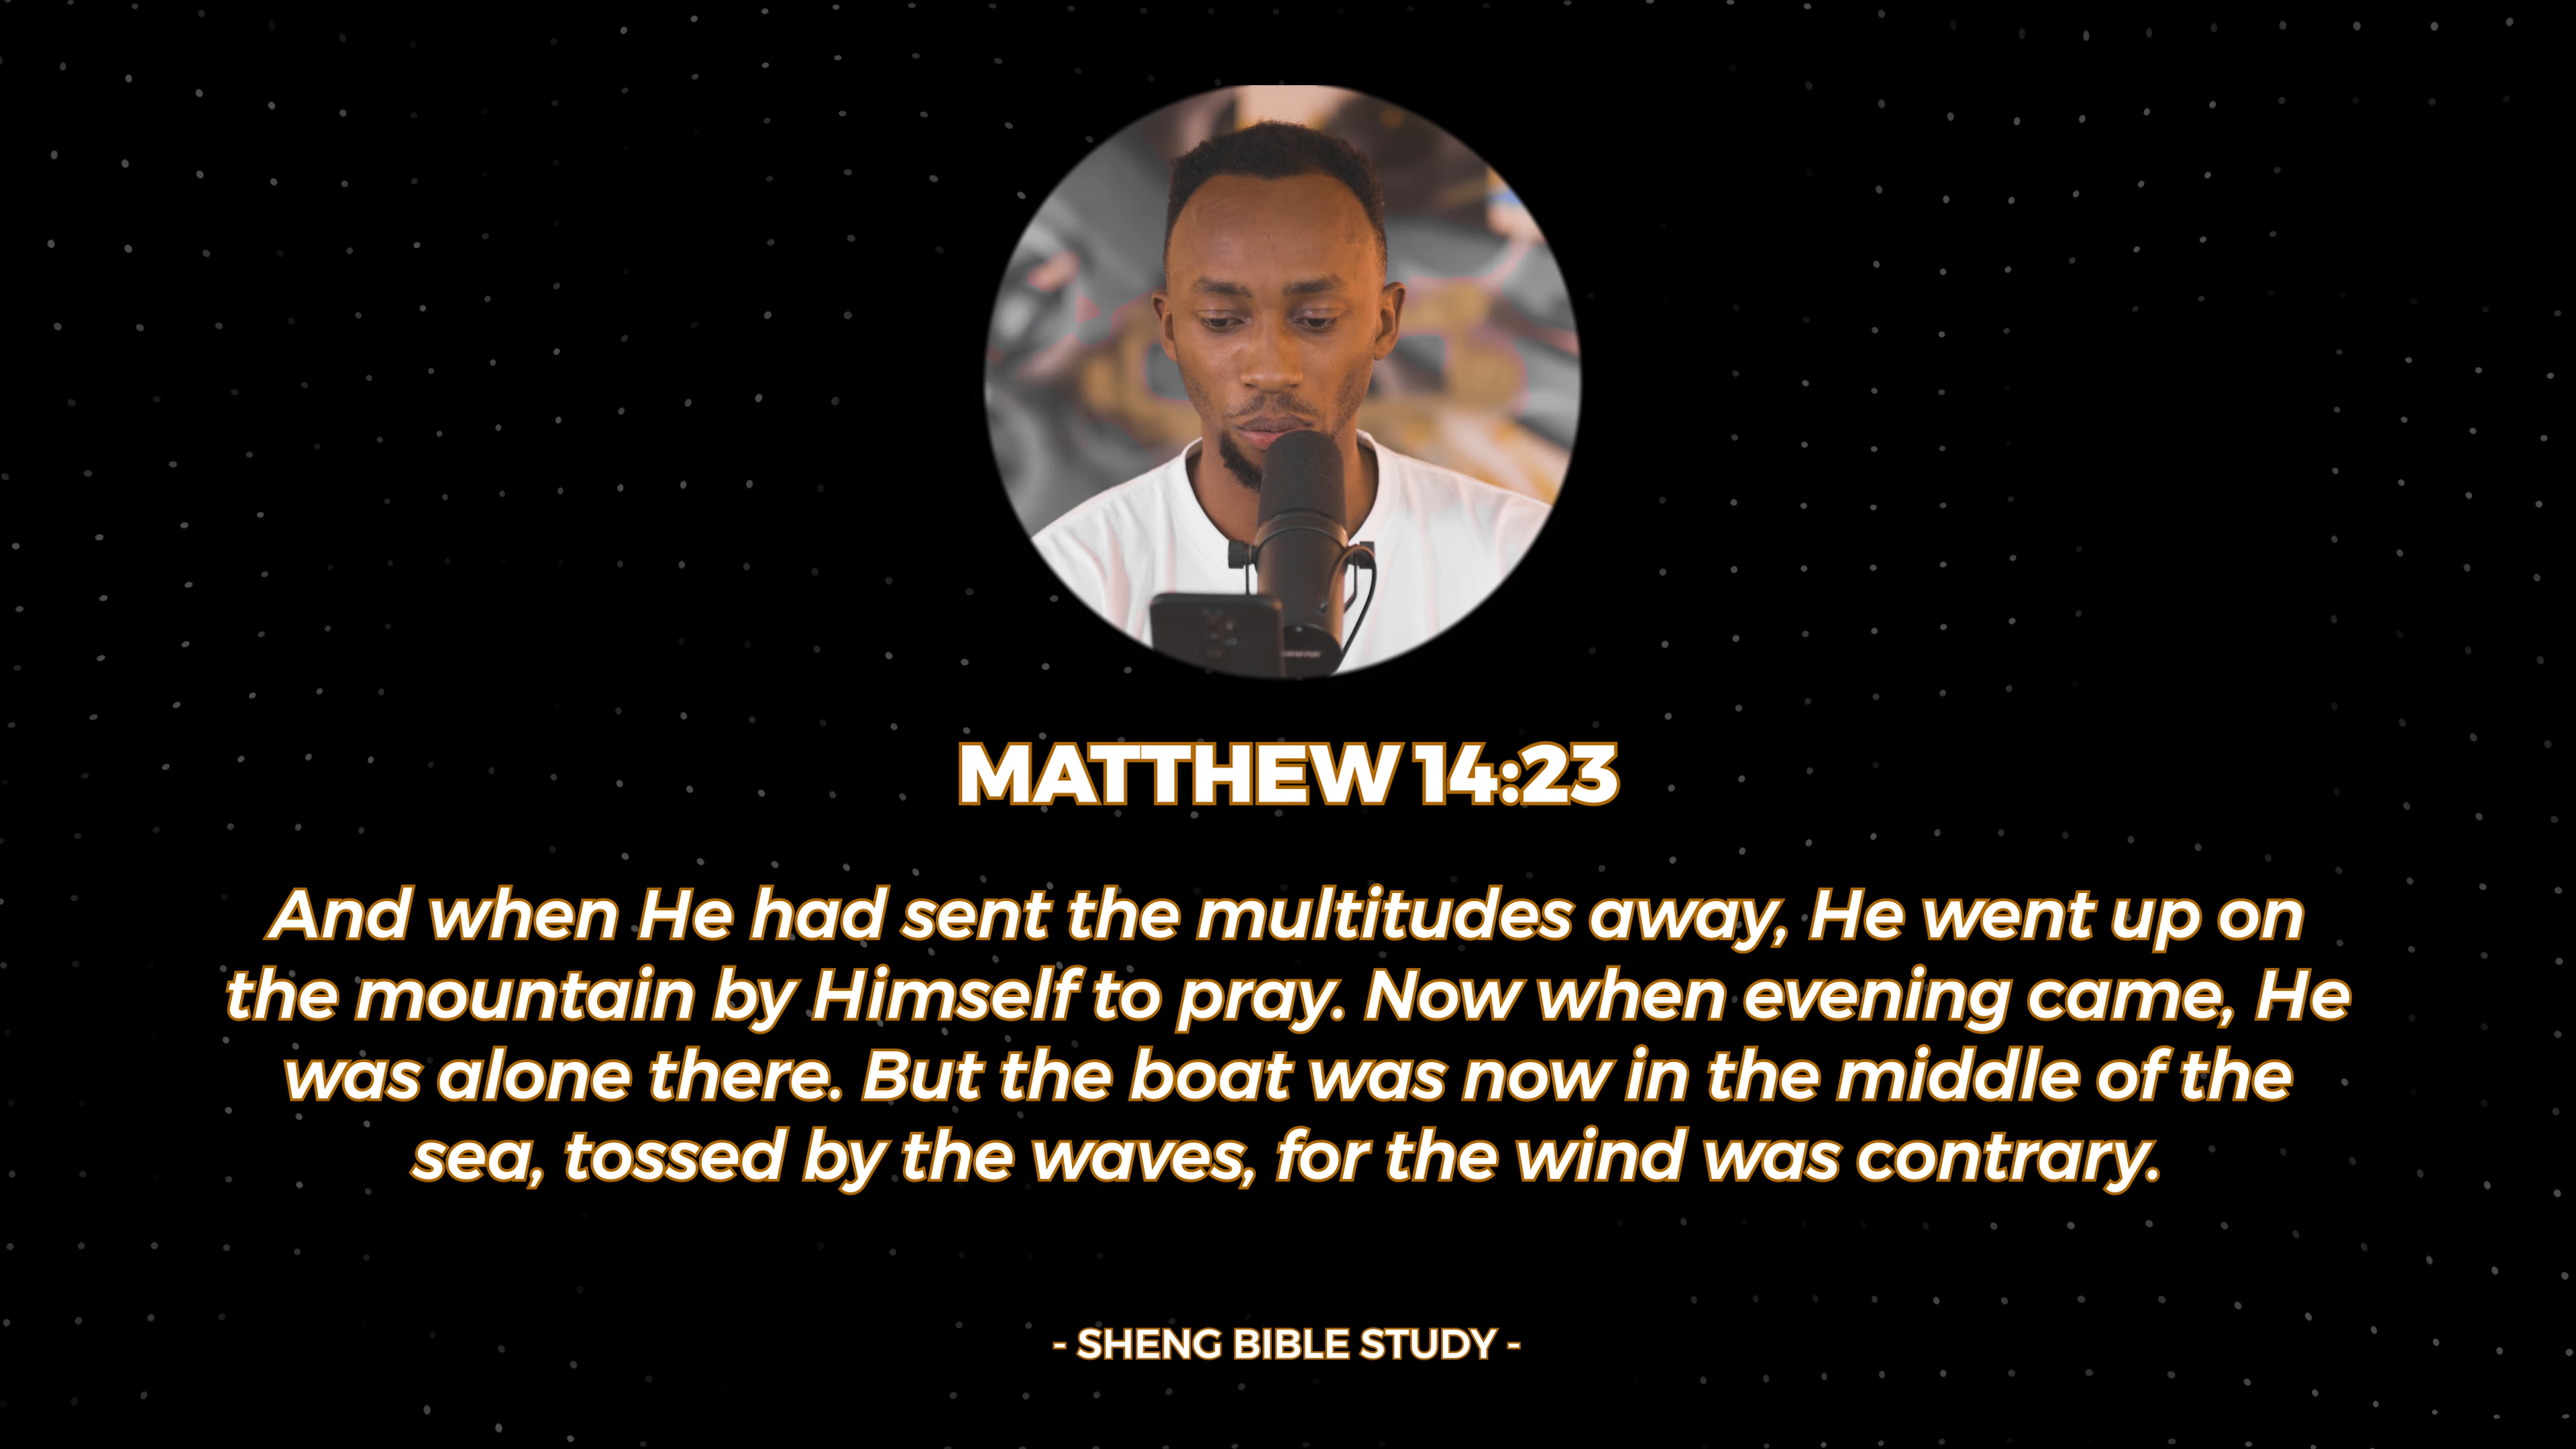 MATTHEW 14:23
And when He had sent the multitudes away, He went up on
the mountain by Himself to pray. Now when evening came, He
was alone there. But the boat was now in the middle of the
sea, tossed by the waves, for the wind was contrary.
- SHENG BIBLE STUDY -